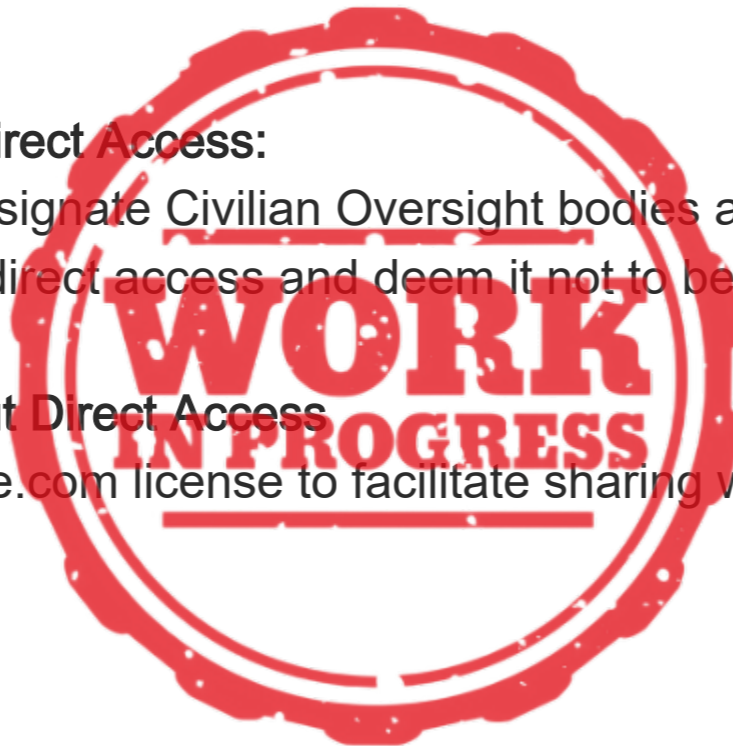 irect Access:
signate Civilian Oversight bodies a
direct access and deem it not to be
WORK
t Direct Access
IN PROGRESS
e.com license to facilitate sharing w